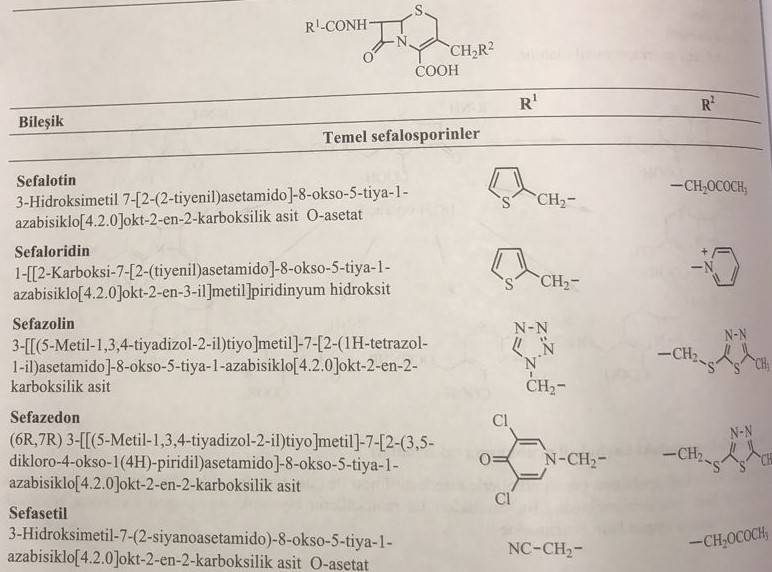 R¹-CONH
S
N
O
CH₂R²
COOH
Bileşik R¹ R²
Temel sefalosporinler
Sefalotin
3-Hidroksimetil 7-[2-(2-tiyenil)asetamido]-8-okso-5-tiya-1-
azabisiklo[4.2.0]okt-2-en-2-karboksilik asit O-asetat
S CH₂-
-CH₂OCOCH₃
Sefaloridin
1-[[2-Karboksi-7-[2-(tiyenil)asetamido]-8-okso-5-tiya-1-
azabisiklo[4.2.0]okt-2-en-3-il]metil]piridinyum hidroksit
S CH₂-
+
-N
Sefazolin
3-[[(5-Metil-1,3,4-tiyadizol-2-il)tiyo]metil]-7-[2-(1H-tetrazol-
1-il)asetamido]-8-okso-5-tiya-1-azabisiklo[4.2.0]okt-2-en-2-
karboksilik asit
N-N
N
N
CH₂-
N-N
-CH₂
S S CH₃
Sefazedon
(6R,7R) 3-[[(5-Metil-1,3,4-tiyadizol-2-il)tiyo]metil]-7-[2-(3,5-
dikloro-4-okso-1(4H)-piridil)asetamido]-8-okso-5-tiya-1-
azabisiklo[4.2.0]okt-2-en-2-karboksilik asit
Cl
O N-CH₂-
Cl
N-N
-CH₂
S S CH
Sefasetil
3-Hidroksimetil-7-(2-siyanoasetamido)-8-okso-5-tiya-1-
azabisiklo[4.2.0]okt-2-en-2-karboksilik asit O-asetat
NC-CH₂-
-CH₂OCOCH₃